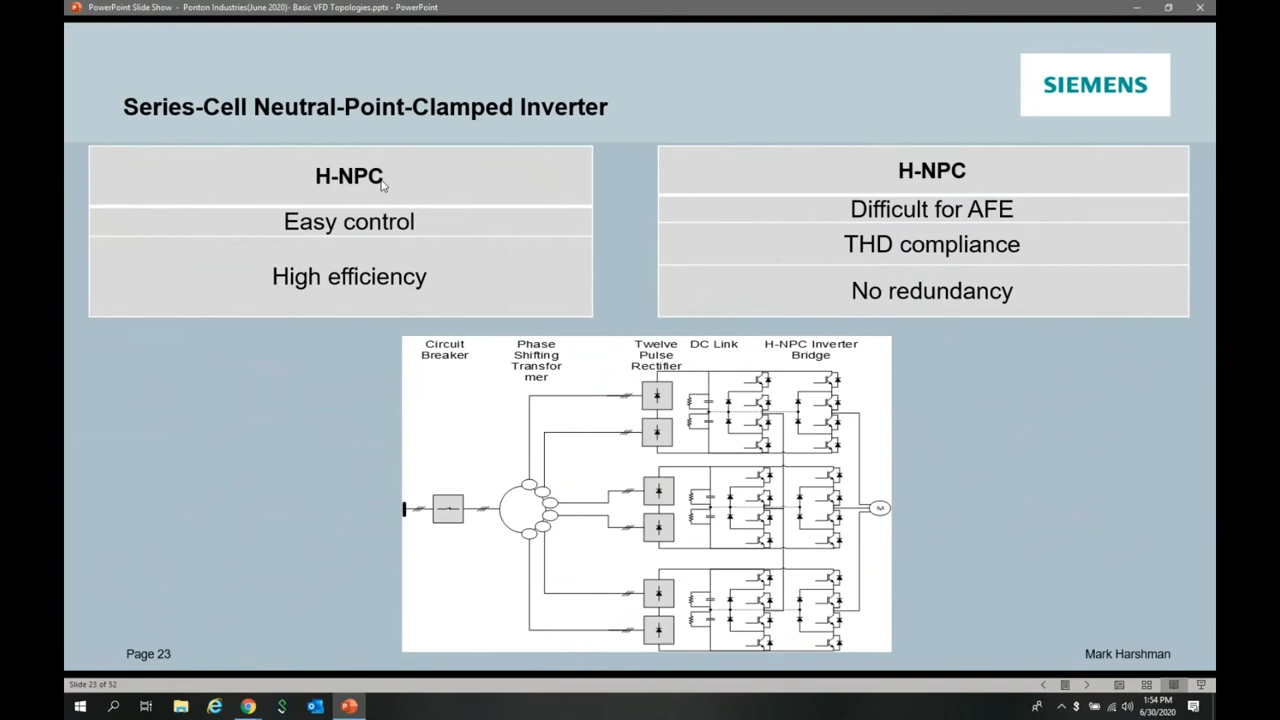 PowerPoint Slide Show - Ponton Industries(June 2020)- Basic VFD Topologies.pptx - PowerPoint
SIEMENS
Series-Cell Neutral-Point-Clamped Inverter
H-NPC
Easy control
High efficiency
H-NPC
Difficult for AFE
THD compliance
No redundancy
Circuit
Breaker
Phase
Shifting
Transfor
mer
Twelve
Pulse
Rectifier
DC Link
H-NPC Inverter
Bridge
M
Page 23
Mark Harshman
Slide 23 of 52
1:54 PM
6/30/2020